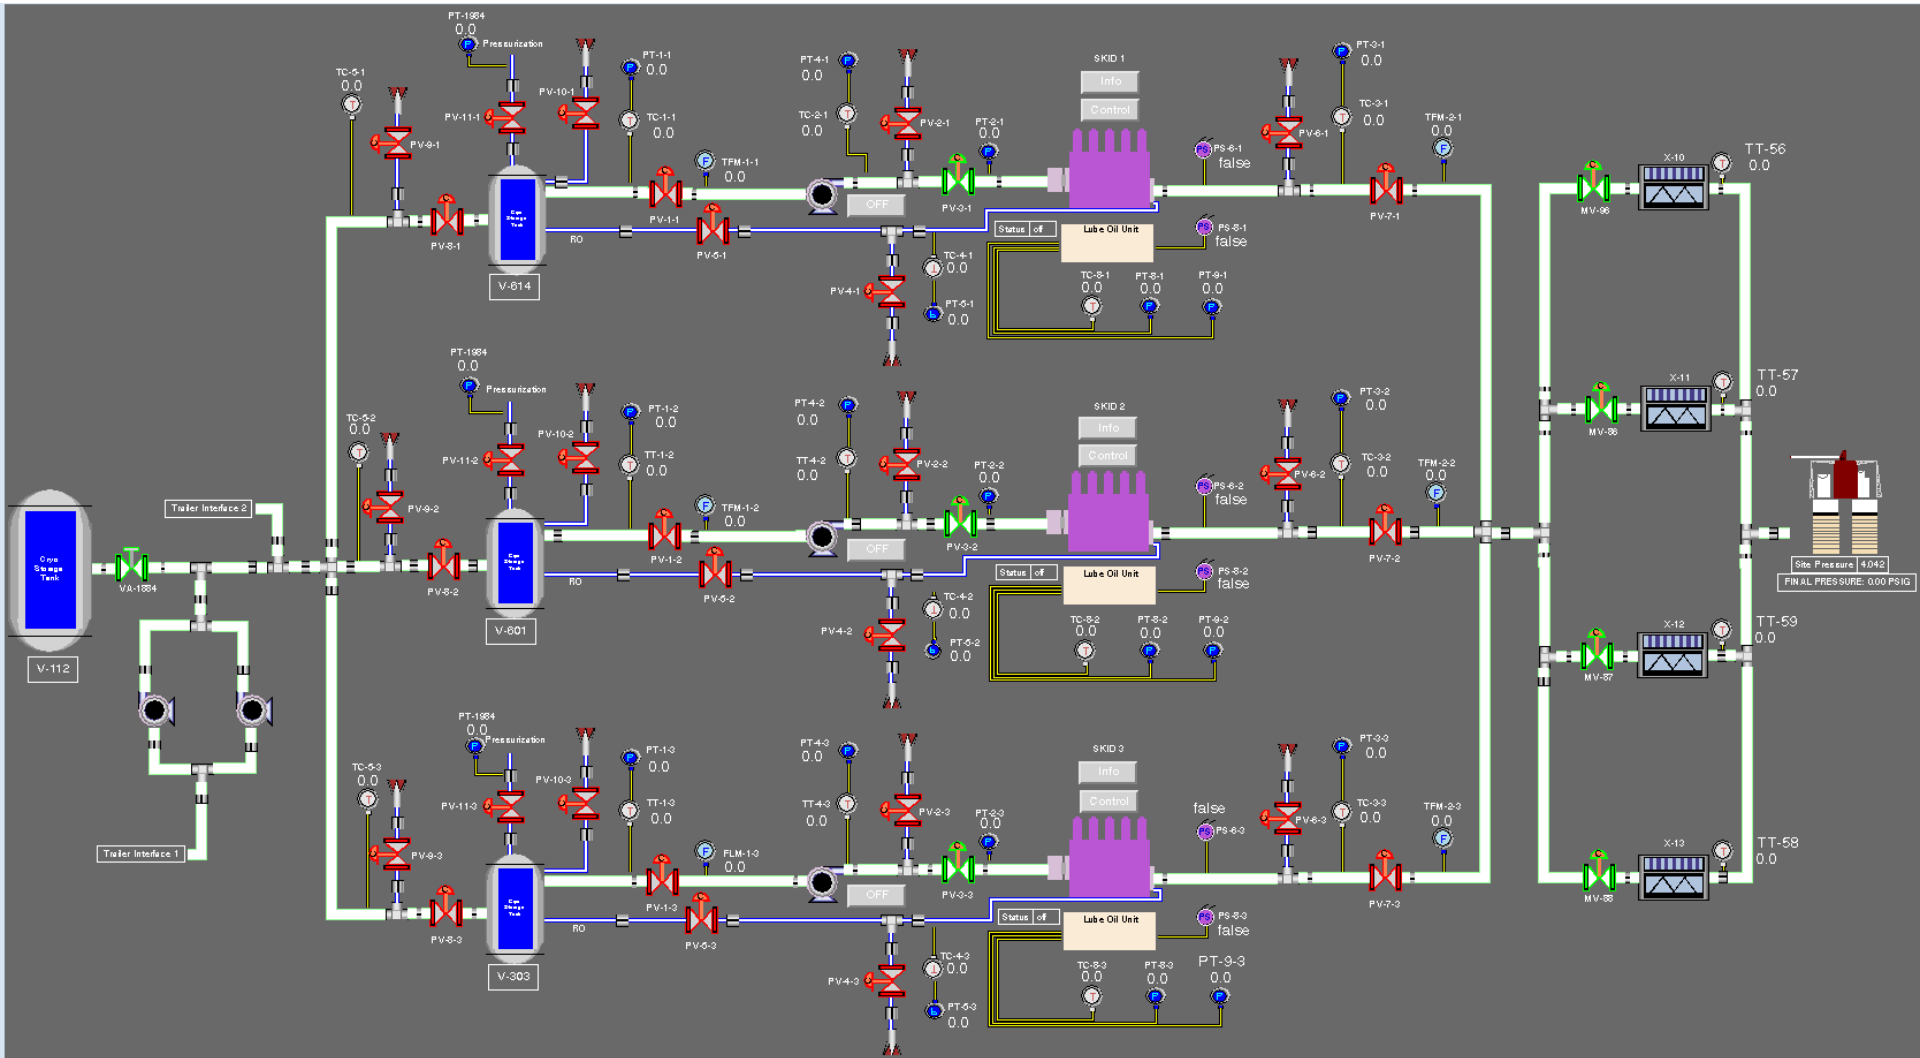 PT-1984
0.0
Pressurization
TC-5-1
0.0
PV-9-1
PV-11-1
PV-10-1
PT-1-1
0.0
TC-1-1
0.0
PV-8-1
Cryo
Storage
Tank
V-614
RO
PV-1-1
TFM-1-1
0.0
PV-5-1
PT-4-1
0.0
TC-2-1
0.0
OFF
PV-2-1
PV-3-1
PT-2-1
0.0
PV-4-1
TC-4-1
0.0
PT-5-1
0.0
SKID 1
Info
Control
Status off
Lube Oil Unit
PS-6-1
false
PS-8-1
false
TC-8-1
0.0
PT-8-1
0.0
PT-9-1
0.0
PV-6-1
PT-3-1
0.0
TC-3-1
0.0
PV-7-1
TFM-2-1
0.0
PT-1984
0.0
Pressurization
TC-5-2
0.0
PV-9-2
PV-11-2
PV-10-2
PT-1-2
0.0
TT-1-2
0.0
PV-8-2
Cryo
Storage
Tank
V-601
RO
PV-1-2
TFM-1-2
0.0
PV-5-2
PT-4-2
0.0
TT-4-2
0.0
OFF
PV-2-2
PV-3-2
PT-2-2
0.0
PV-4-2
TC-4-2
0.0
PT-5-2
0.0
SKID 2
Info
Control
Status off
Lube Oil Unit
PS-6-2
false
PS-8-2
false
TC-8-2
0.0
PT-8-2
0.0
PT-9-2
0.0
PV-6-2
PT-3-2
0.0
TC-3-2
0.0
PV-7-2
TFM-2-2
0.0
Cryo
Storage
Tank
V-112
VA-1884
Trailer Interface 2
Trailer Interface 1
PT-1984
0.0
Pressurization
TC-5-3
0.0
PV-9-3
PV-11-3
PV-10-3
PT-1-3
0.0
TT-1-3
0.0
PV-8-3
Cryo
Storage
Tank
V-303
RO
PV-1-3
FLM-1-3
0.0
PV-5-3
PT-4-3
0.0
TT-4-3
0.0
OFF
PV-2-3
PV-3-2
PT-2-3
0.0
PV-4-3
TC-4-3
0.0
PT-5-3
0.0
SKID 3
Info
Control
Status off
Lube Oil Unit
false
PS-6-3
PS-8-3
false
TC-8-3
0.0
PT-8-3
0.0
PT-9-3
0.0
PV-6-3
PT-3-3
0.0
TC-3-3
0.0
PV-7-3
TFM-2-3
0.0
MV-96
X-10
TT-56
0.0
MV-86
X-11
TT-57
0.0
MV-87
X-12
TT-59
0.0
MV-88
X-13
TT-58
0.0
Site Pressure 4.042
FINAL PRESSURE: 0.00 PSIG